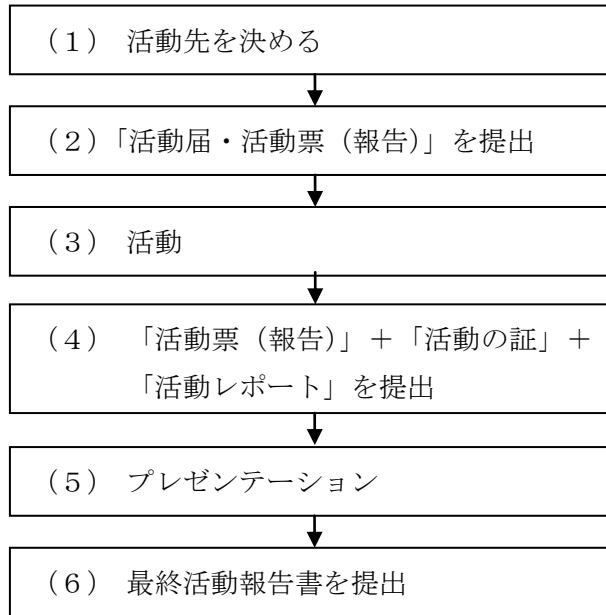 （１） 活動先を決める
（２）「活動届・活動票（報告）」を提出
（３） 活動
（４） 「活動票（報告）」＋「活動の証」＋
「活動レポート」を提出
（５） プレゼンテーション
（６） 最終活動報告書を提出